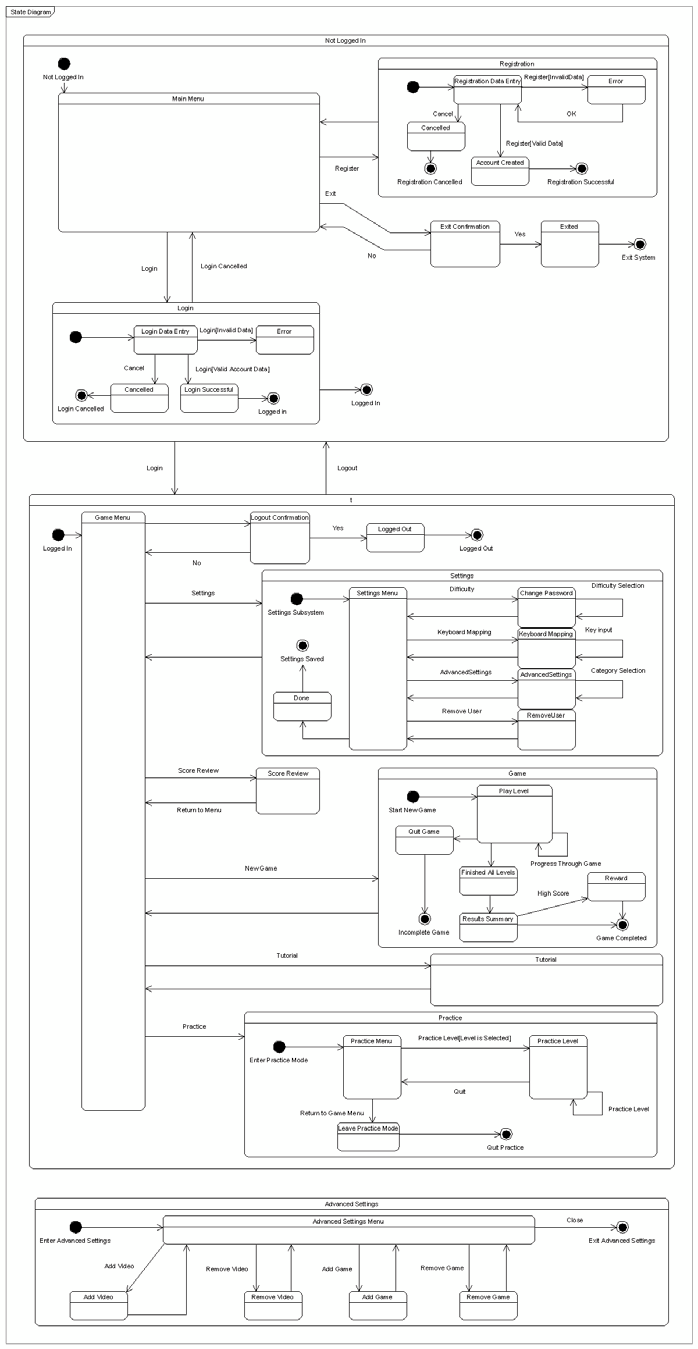 State Diagram
Not Logged In
Not Logged In
Main Menu
Registration
Registration Data Entry
Register[InvalidData]
Error
Cancel
OK
Cancelled
Register[Valid Data]
Account Created
Registration Cancelled
Registration Successful
Register
Exit
Exit Confirmation
Yes
Exited
No
Exit System
Login
Login Cancelled
Login
Login Data Entry
Login[Invalid Data]
Error
Cancel
Login[Valid Account Data]
Cancelled
Login Successful
Login Cancelled
Logged in
Logged In
Login
Logout
t
Game Menu
Logged In
Logout Confirmation
Yes
Logged Out
Logged Out
No
Settings
Settings
Settings Subsystem
Settings Menu
Difficulty
Change Password
Difficulty Selection
Keyboard Mapping
Keyboard Mapping
Key input
Settings Saved
AdvancedSettings
AdvancedSettings
Category Selection
Done
Remove User
RemoveUser
Score Review
Score Review
Return to Menu
Game
Start New Game
Play Level
Quit Game
Progress Through Game
Finished All Levels
New Game
High Score
Reward
Results Summary
Incomplete Game
Game Completed
Tutorial
Tutorial
Practice
Practice
Enter Practice Mode
Practice Menu
Practice Level[Level is Selected]
Practice Level
Quit
Practice Level
Return to Game Menu
Leave Practice Mode
Quit Practice
Advanced Settings
Enter Advanced Settings
Advanced Settings Menu
Close
Exit Advanced Settings
Add Video
Remove Video
Add Game
Remove Game
Add Video
Remove Video
Add Game
Remove Game